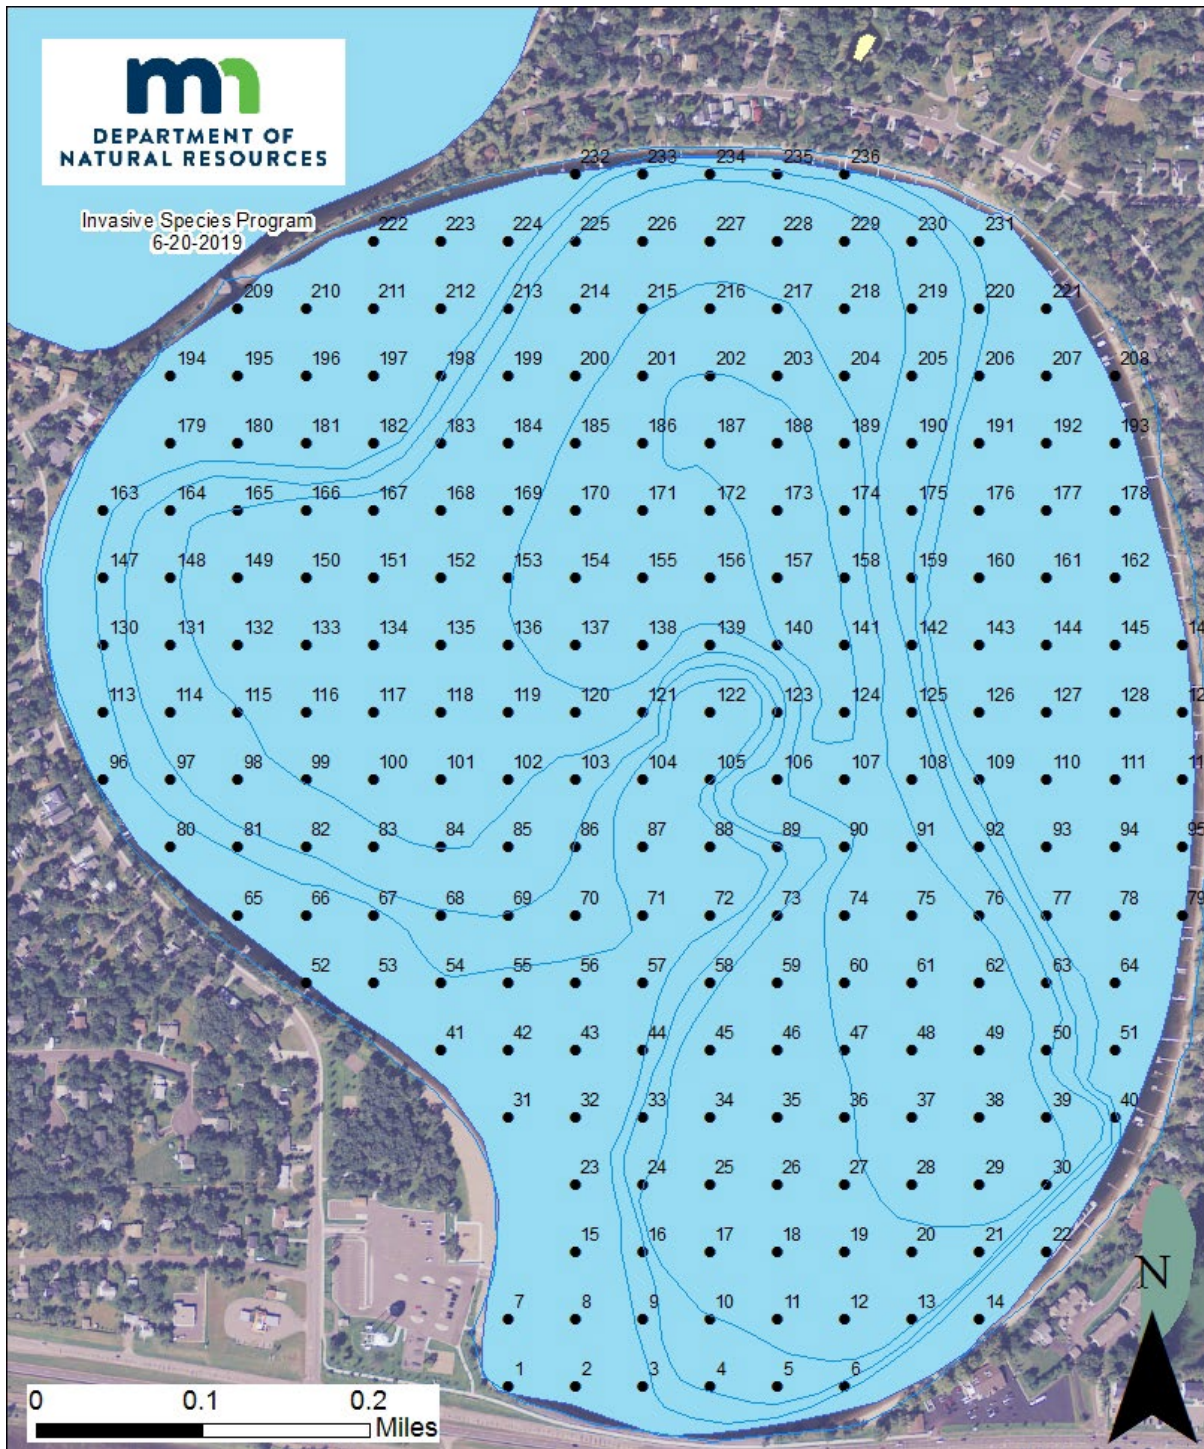 mn
DEPARTMENT OF
NATURAL RESOURCES
Invasive Species Program
6-20-2019
232 233 234 235 236
222 223 224 225 226 227 228 229 230 231
209 210 211 212 213 214 215 216 217 218 219 220 221
194 195 196 197 198 199 200 201 202 203 204 205 206 207 208
179 180 181 182 183 184 185 186 187 188 189 190 191 192 193
163 164 165 166 167 168 169 170 171 172 173 174 175 176 177 178
147 148 149 150 151 152 153 154 155 156 157 158 159 160 161 162
130 131 132 133 134 135 136 137 138 139 140 141 142 143 144 145 14
113 114 115 116 117 118 119 120 121 122 123 124 125 126 127 128 12
96 97 98 99 100 101 102 103 104 105 106 107 108 109 110 111 11
80 81 82 83 84 85 86 87 88 89 90 91 92 93 94 95
65 66 67 68 69 70 71 72 73 74 75 76 77 78 79
52 53 54 55 56 57 58 59 60 61 62 63 64
41 42 43 44 45 46 47 48 49 50 51
31 32 33 34 35 36 37 38 39 40
23 24 25 26 27 28 29 30
15 16 17 18 19 20 21 22
N
7 8 9 10 11 12 13 14
1 2 3 4 5 6
0 0.1 0.2
Miles